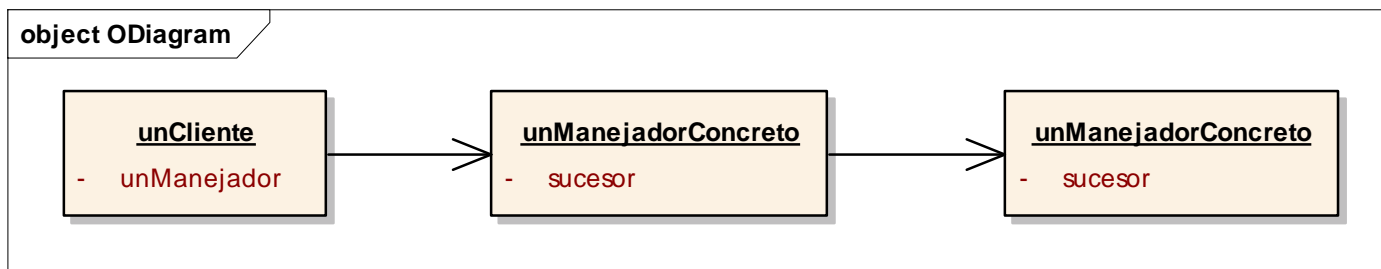 object ODiagram
unCliente
- unManejador
unManejadorConcreto
- sucesor
unManejadorConcreto
- sucesor